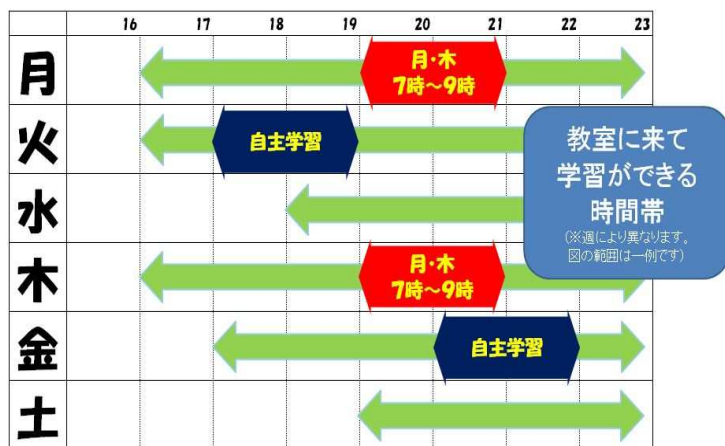 16 17 18 19 20 21 22 23
月
月・木
7時～9時
火
自主学習
教室に来て
学習ができる
時間帯
(※週により異なります。
図の範囲は一例です)
水
木
月・木
7時～9時
金
自主学習
土